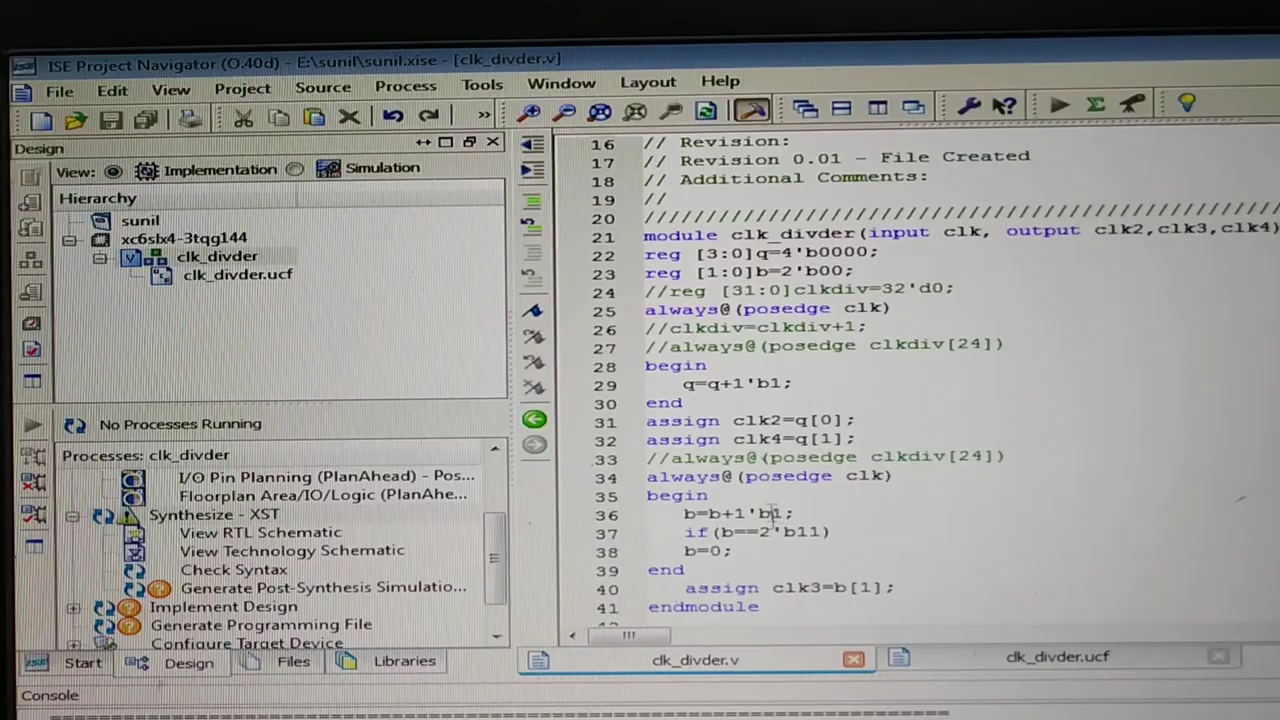 ISE Project Navigator (O.40d) - E:\sunil\sunil.xise - [clk_divder.v]
File Edit View Project Source Process Tools Window Layout Help
Design
View: Implementation Simulation
Hierarchy
sunil
xc6slx4-3tqg144
clk_divder
clk_divder.ucf
No Processes Running
Processes: clk_divder
I/O Pin Planning (PlanAhead) - Pos...
Floorplan Area/IO/Logic (PlanAhe...
Synthesize - XST
View RTL Schematic
View Technology Schematic
Check Syntax
Generate Post-Synthesis Simulatio...
Implement Design
Generate Programming File
Configure Target Device
Start Design Files Libraries
16 // Revision:
17 // Revision 0.01 - File Created
18 // Additional Comments:
19 //
20 //////////////////////////////////////////////////////
21 module clk_divder(input clk, output clk2,clk3,clk4)
22 reg [3:0]q=4'b0000;
23 reg [1:0]b=2'b00;
24 //reg [31:0]clkdiv=32'd0;
25 always@(posedge clk)
26 //clkdiv=clkdiv+1;
27 //always@(posedge clkdiv[24])
28 begin
29 q=q+1'b1;
30 end
31 assign clk2=q[0];
32 assign clk4=q[1];
33 //always@(posedge clkdiv[24])
34 always@(posedge clk)
35 begin
36 b=b+1'b1;
37 if(b==2'b11)
38 b=0;
39 end
40 assign clk3=b[1];
41 endmodule
clk_divder.v clk_divder.ucf
Console